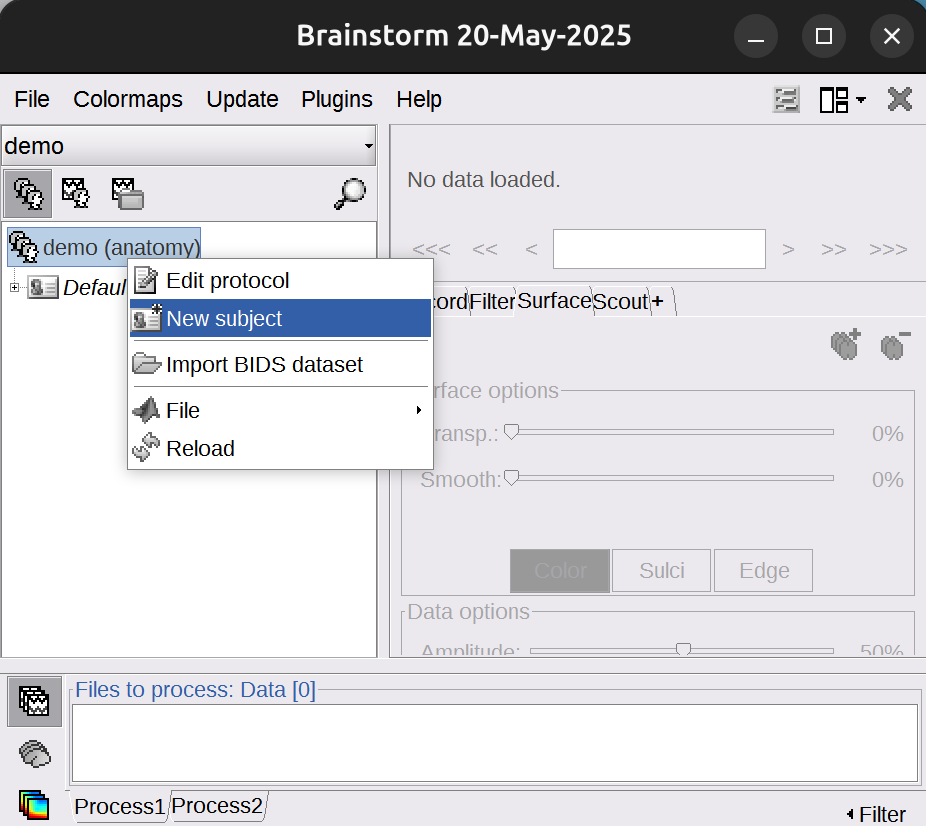 Brainstorm 20-May-2025
File Colormaps Update Plugins Help
demo
No data loaded.
demo (anatomy)
<<< << < > >> >>>
Defaul
Edit protocol
New subject
Import BIDS dataset
File
Reload
cord Filter Surface Scout +
rface options
ransp.: 0%
Smooth: 0%
Color Sulci Edge
Data options
Amplitude: 50%
Files to process: Data [0]
Process1 Process2
Filter